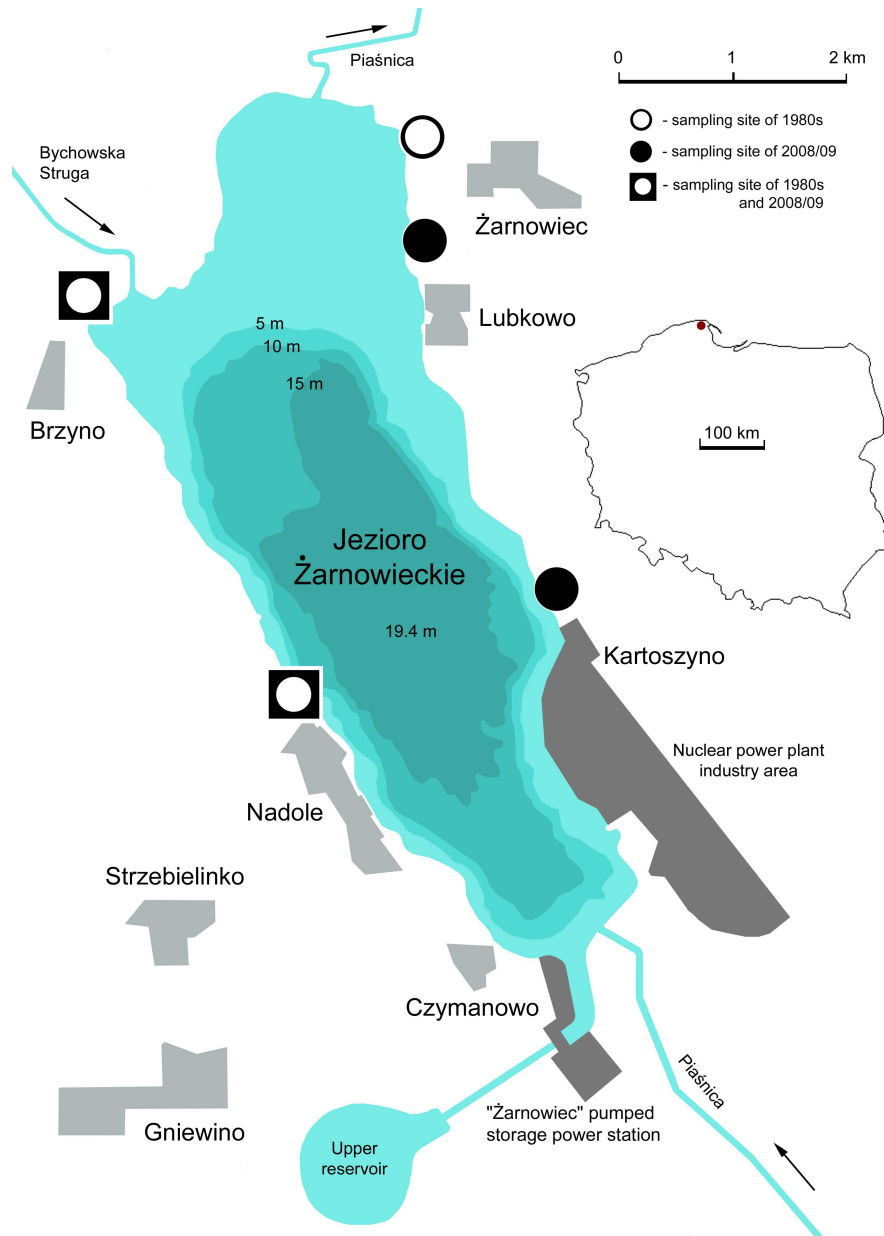 Piaśnica
0 1 2 km
- sampling site of 1980s
- sampling site of 2008/09
- sampling site of 1980s
and 2008/09
Bychowska
Struga
Żarnowiec
Lubkowo
5 m
10 m
15 m
Brzyno
100 km
Jezioro
Żarnowieckie
19.4 m
Kartoszyno
Nuclear power plant
industry area
Nadole
Strzebielinko
Czymanowo
Piaśnica
Gniewino
"Żarnowiec" pumped
storage power station
Upper
reservoir